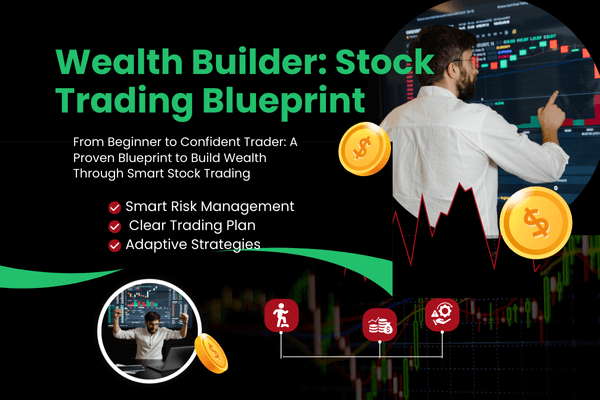 Wealth Builder: Stock
Trading Blueprint
From Beginner to Confident Trader: A
Proven Blueprint to Build Wealth
Through Smart Stock Trading
Smart Risk Management
Clear Trading Plan
Adaptive Strategies